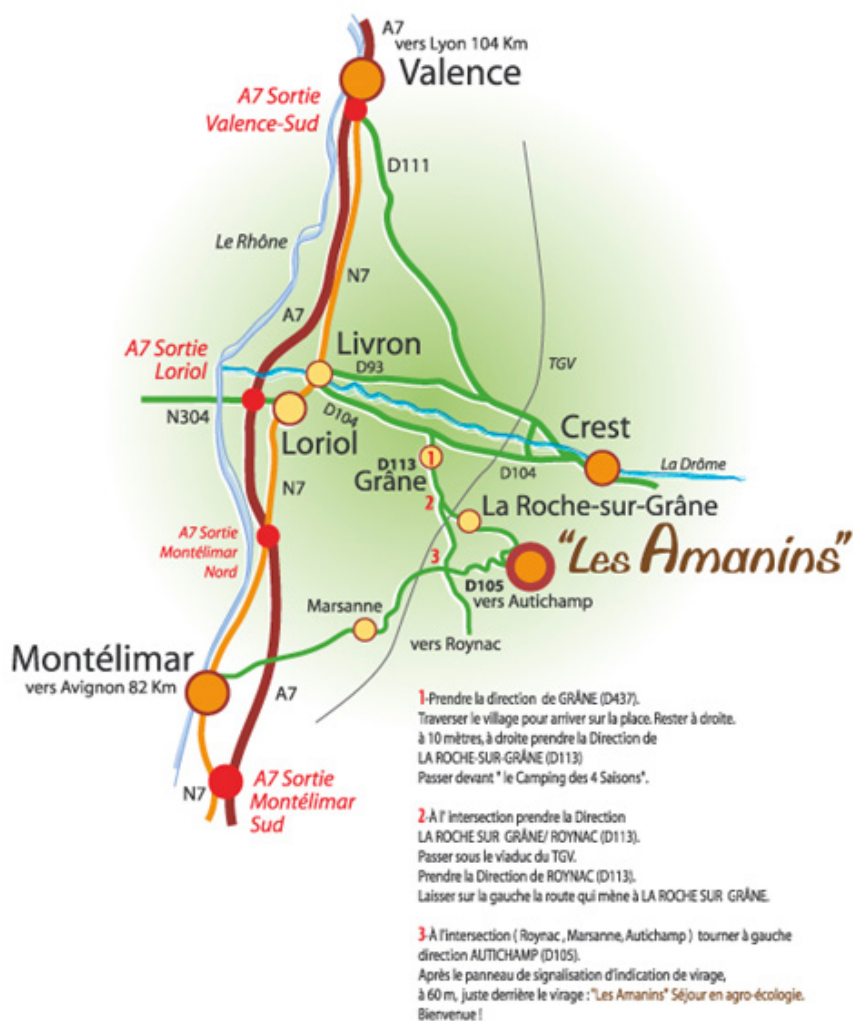 A7
vers Lyon 104 Km
Valence
A7 Sortie
Valence-Sud
D111
Le Rhône
N7
A7
A7 Sortie
Loriol
Livron
D93
TGV
N304
Loriol
D104
Crest
La Drôme
D113
1
Grâne
D104
N7
2
La Roche-sur-Grâne
A7 Sortie
Montélimar
Nord
3
"Les Amanins"
D105
vers Autichamp
Marsanne
vers Roynac
Montélimar
vers Avignon 82 Km
A7
N7
A7 Sortie
Montélimar
Sud
1-Prendre la direction de GRÂNE (D437).
Traverser le village pour arriver sur la place. Rester à droite.
à 10 mètres, à droite prendre la Direction de
LA ROCHE-SUR-GRÂNE (D113)
Passer devant " le Camping des 4 Saisons".
2-À l' intersection prendre la Direction
LA ROCHE SUR GRÂNE/ ROYNAC (D113).
Passer sous le viaduc du TGV.
Prendre la Direction de ROYNAC (D113).
Laisser sur la gauche la route qui mène à LA ROCHE SUR GRÂNE.
3-À l'intersection ( Roynac , Marsanne, Autichamp ) tourner à gauche
direction AUTICHAMP (D105).
Après le panneau de signalisation d'indication de virage,
à 60 m, juste derrière le virage : "Les Amanins" Séjour en agro-écologie.
Bienvenue !